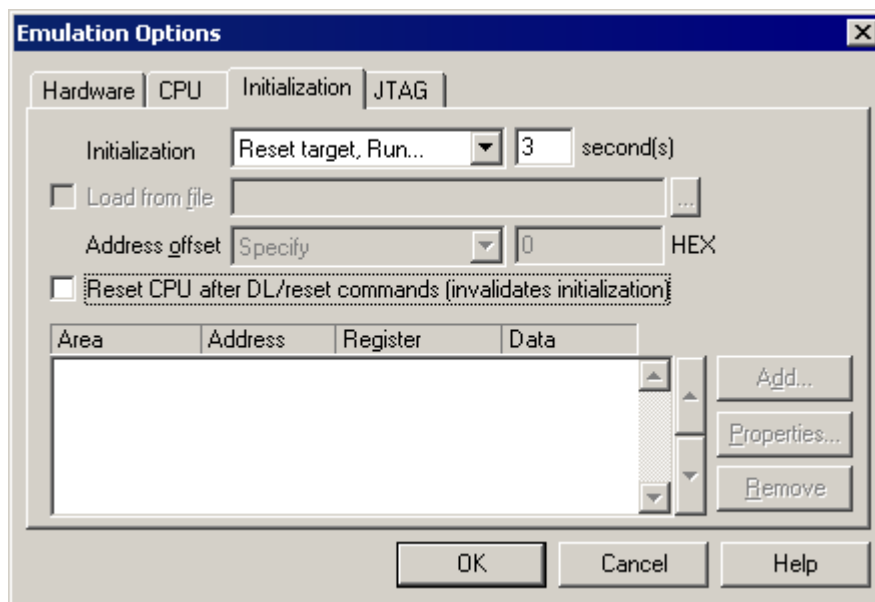 Emulation Options
Hardware CPU Initialization JTAG
Initialization Reset target, Run... 3 second(s)
Load from file ...
Address offset Specify 0 HEX
Reset CPU after DL/reset commands (invalidates initialization)
Area Address Register Data
Add...
Properties...
Remove
OK Cancel Help